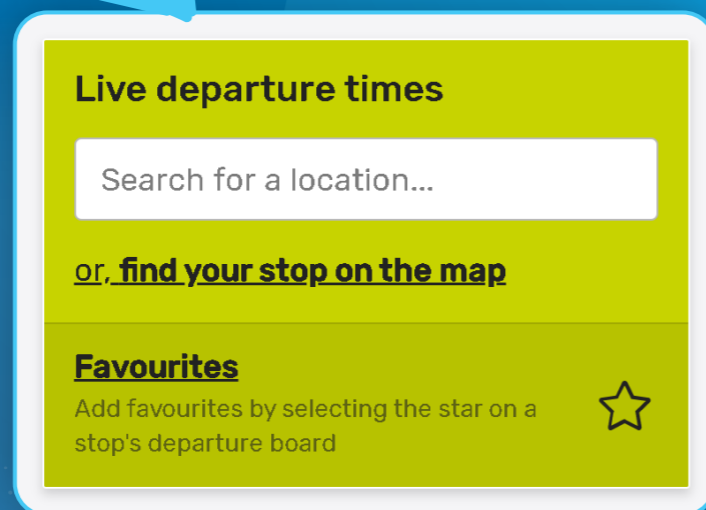 Live departure times
Search for a location...
or, find your stop on the map
Favourites
Add favourites by selecting the star on a
stop's departure board